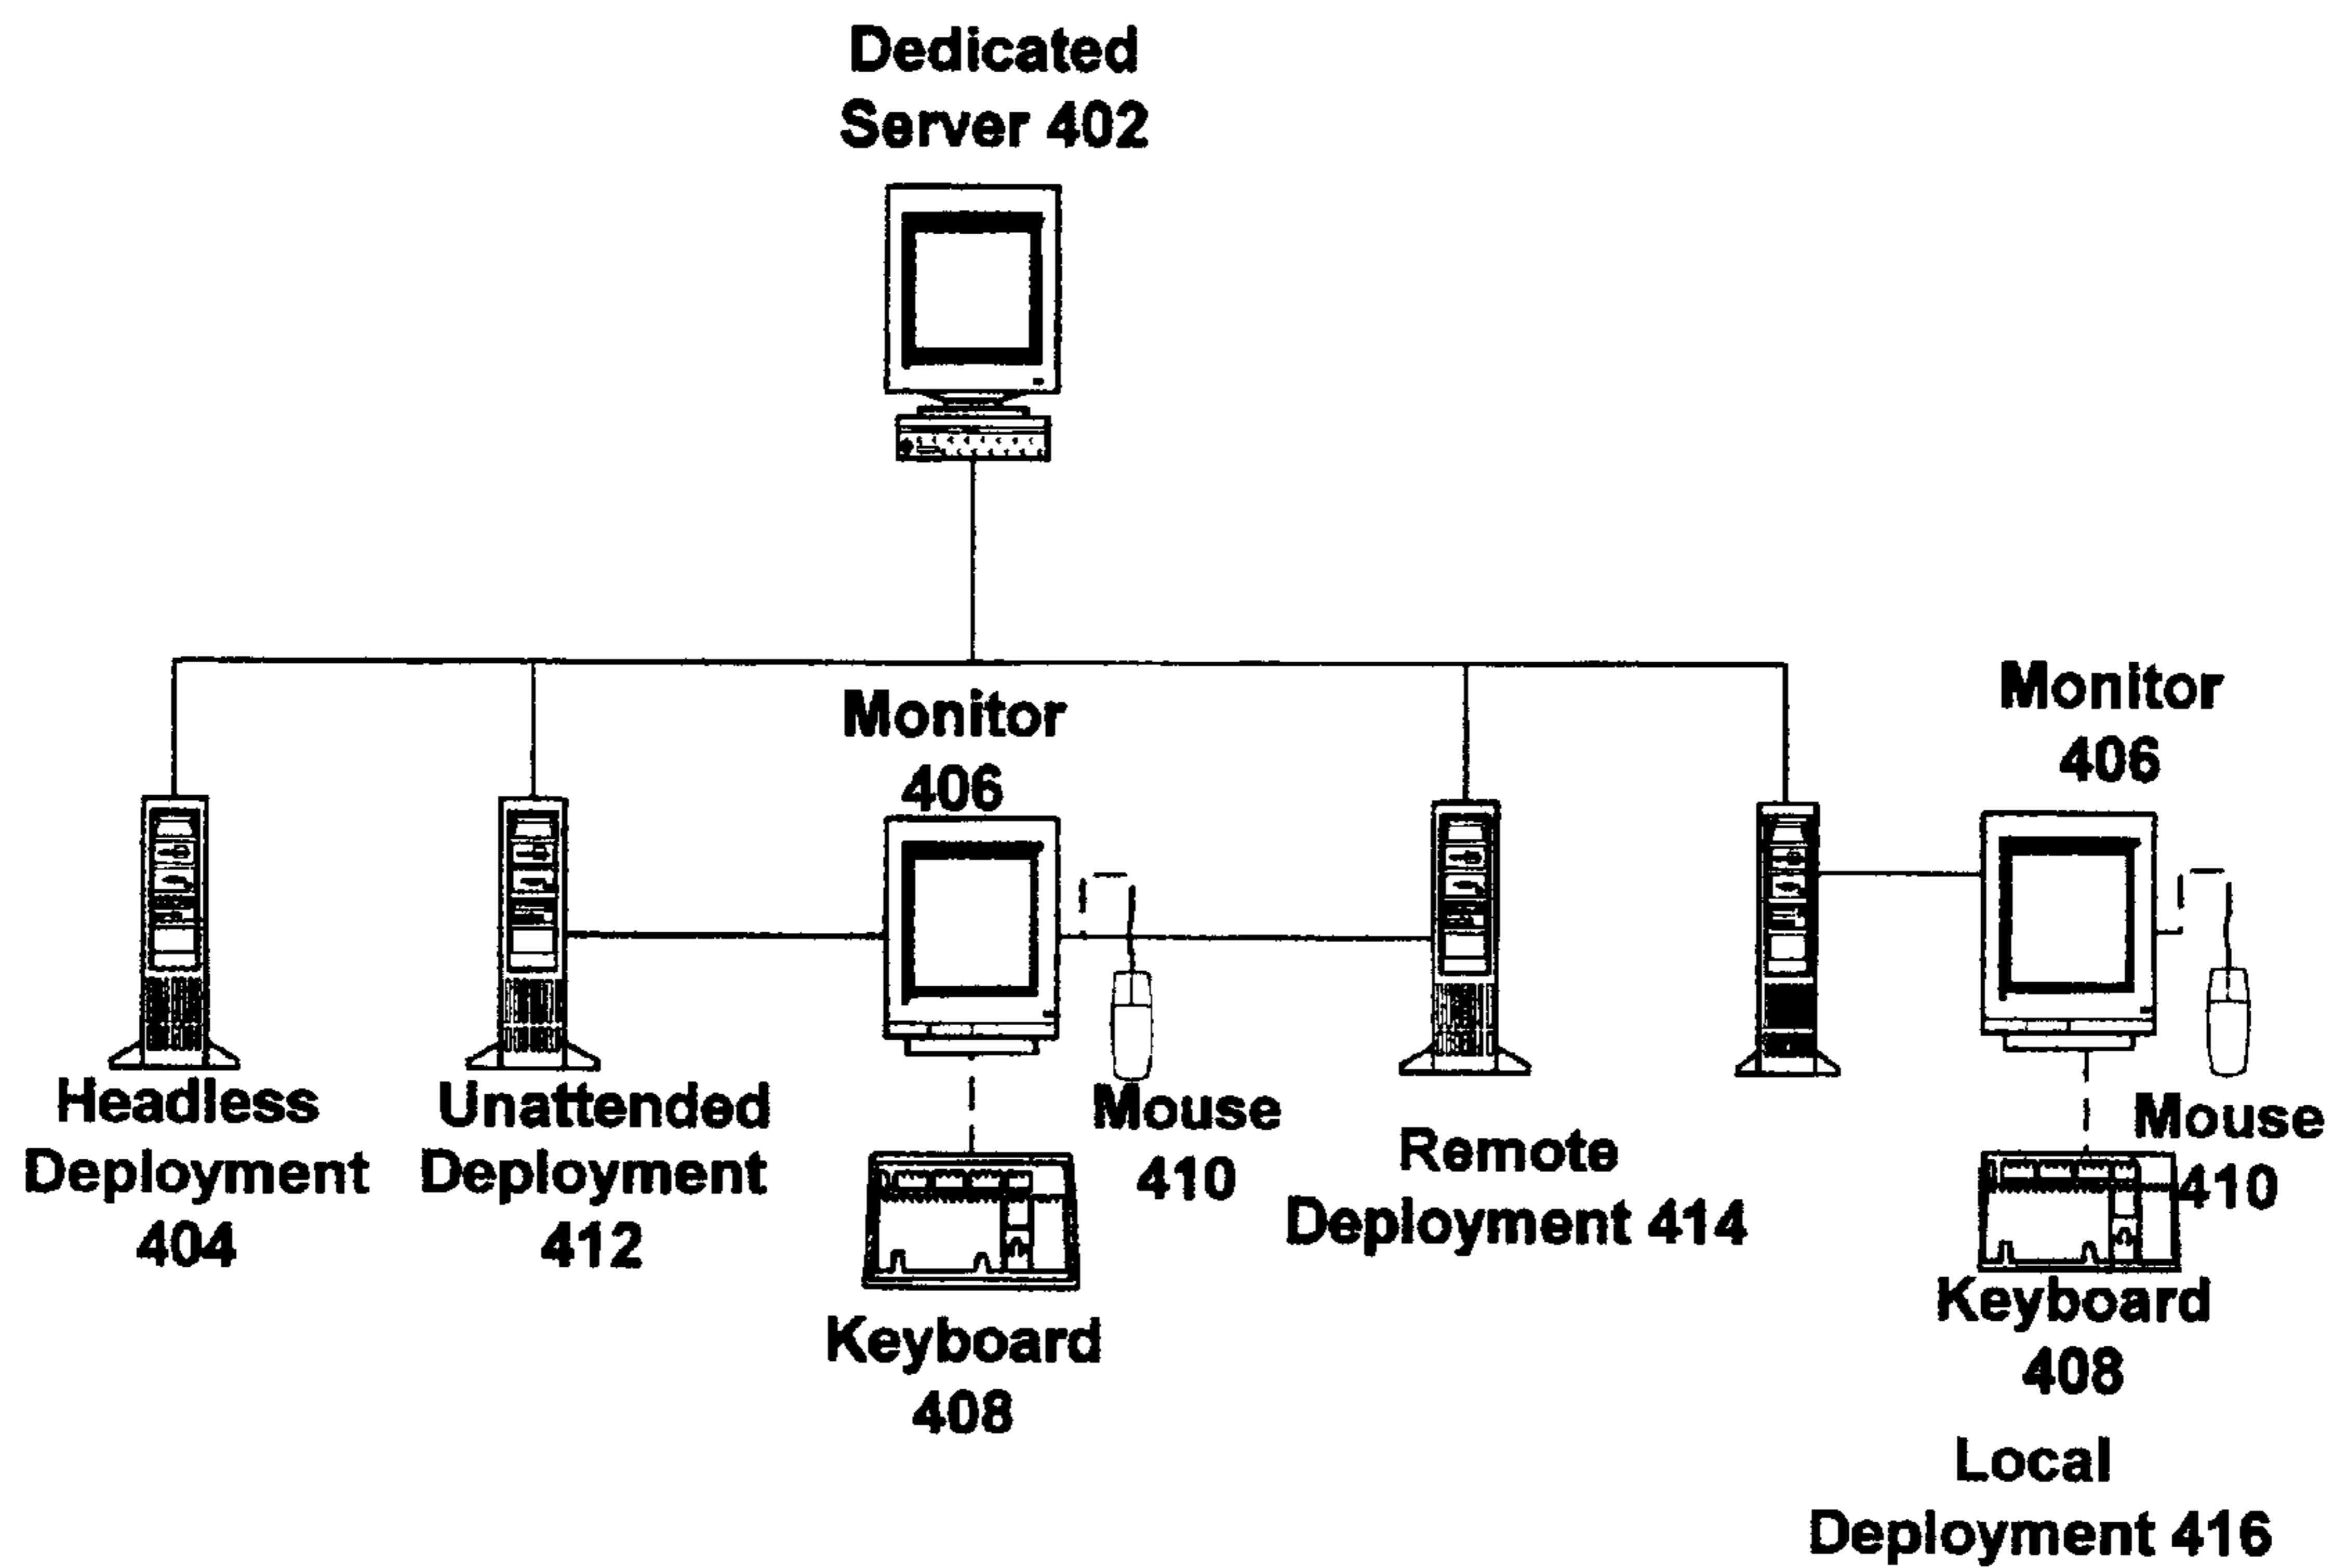 Dedicated
Server 402
Monitor
406
Monitor
406
Headless
Deployment
404
Unattended
Deployment
412
Mouse
410
Keyboard
408
Remote
Deployment 414
Mouse
410
Keyboard
408
Local
Deployment 416